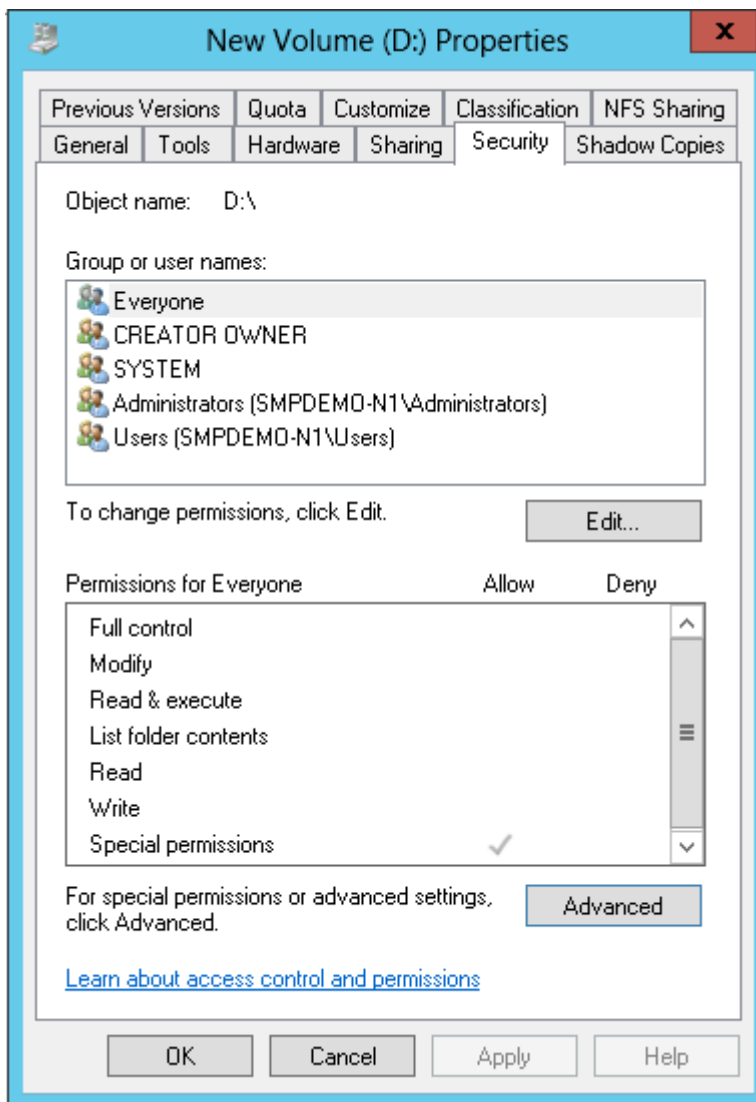 New Volume (D:) Properties
x
Previous Versions Quota Customize Classification NFS Sharing
General Tools Hardware Sharing Security Shadow Copies
Object name: D:\
Group or user names:
Everyone
CREATOR OWNER
SYSTEM
Administrators (SMPDEMO-N1\Administrators)
Users (SMPDEMO-N1\Users)
To change permissions, click Edit.
Edit...
Permissions for Everyone Allow Deny
Full control
Modify
Read & execute
List folder contents
Read
Write
Special permissions
For special permissions or advanced settings,
click Advanced.
Advanced
Learn about access control and permissions
OK Cancel Apply Help